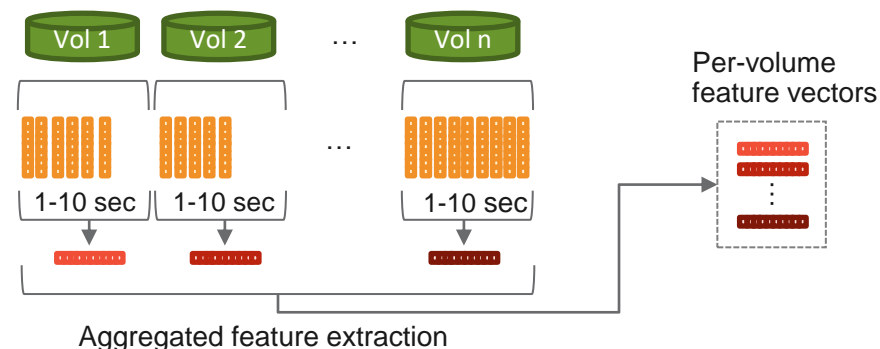 Vol 1
Vol 2
...
Vol n
Per-volume
feature vectors
...
1-10 sec
1-10 sec
1-10 sec
Aggregated feature extraction